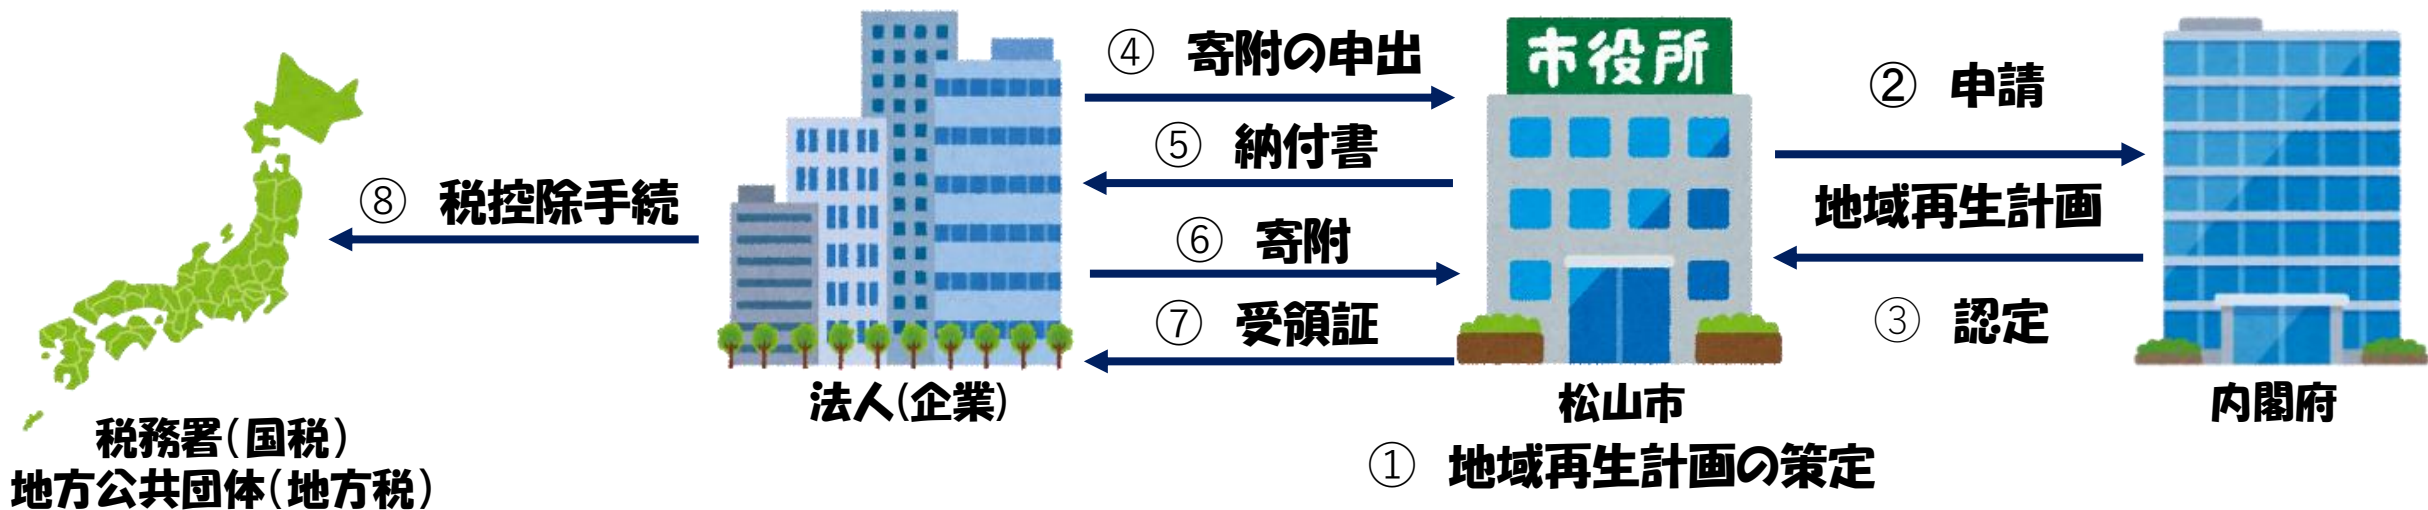 ④ 寄附の申出
市役所
② 申請
⑤ 納付書
⑧ 税控除手続
地域再生計画
⑥ 寄附
⑦ 受領証
③ 認定
法人(企業)
松山市
内閣府
税務署(国税)
地方公共団体(地方税)
① 地域再生計画の策定